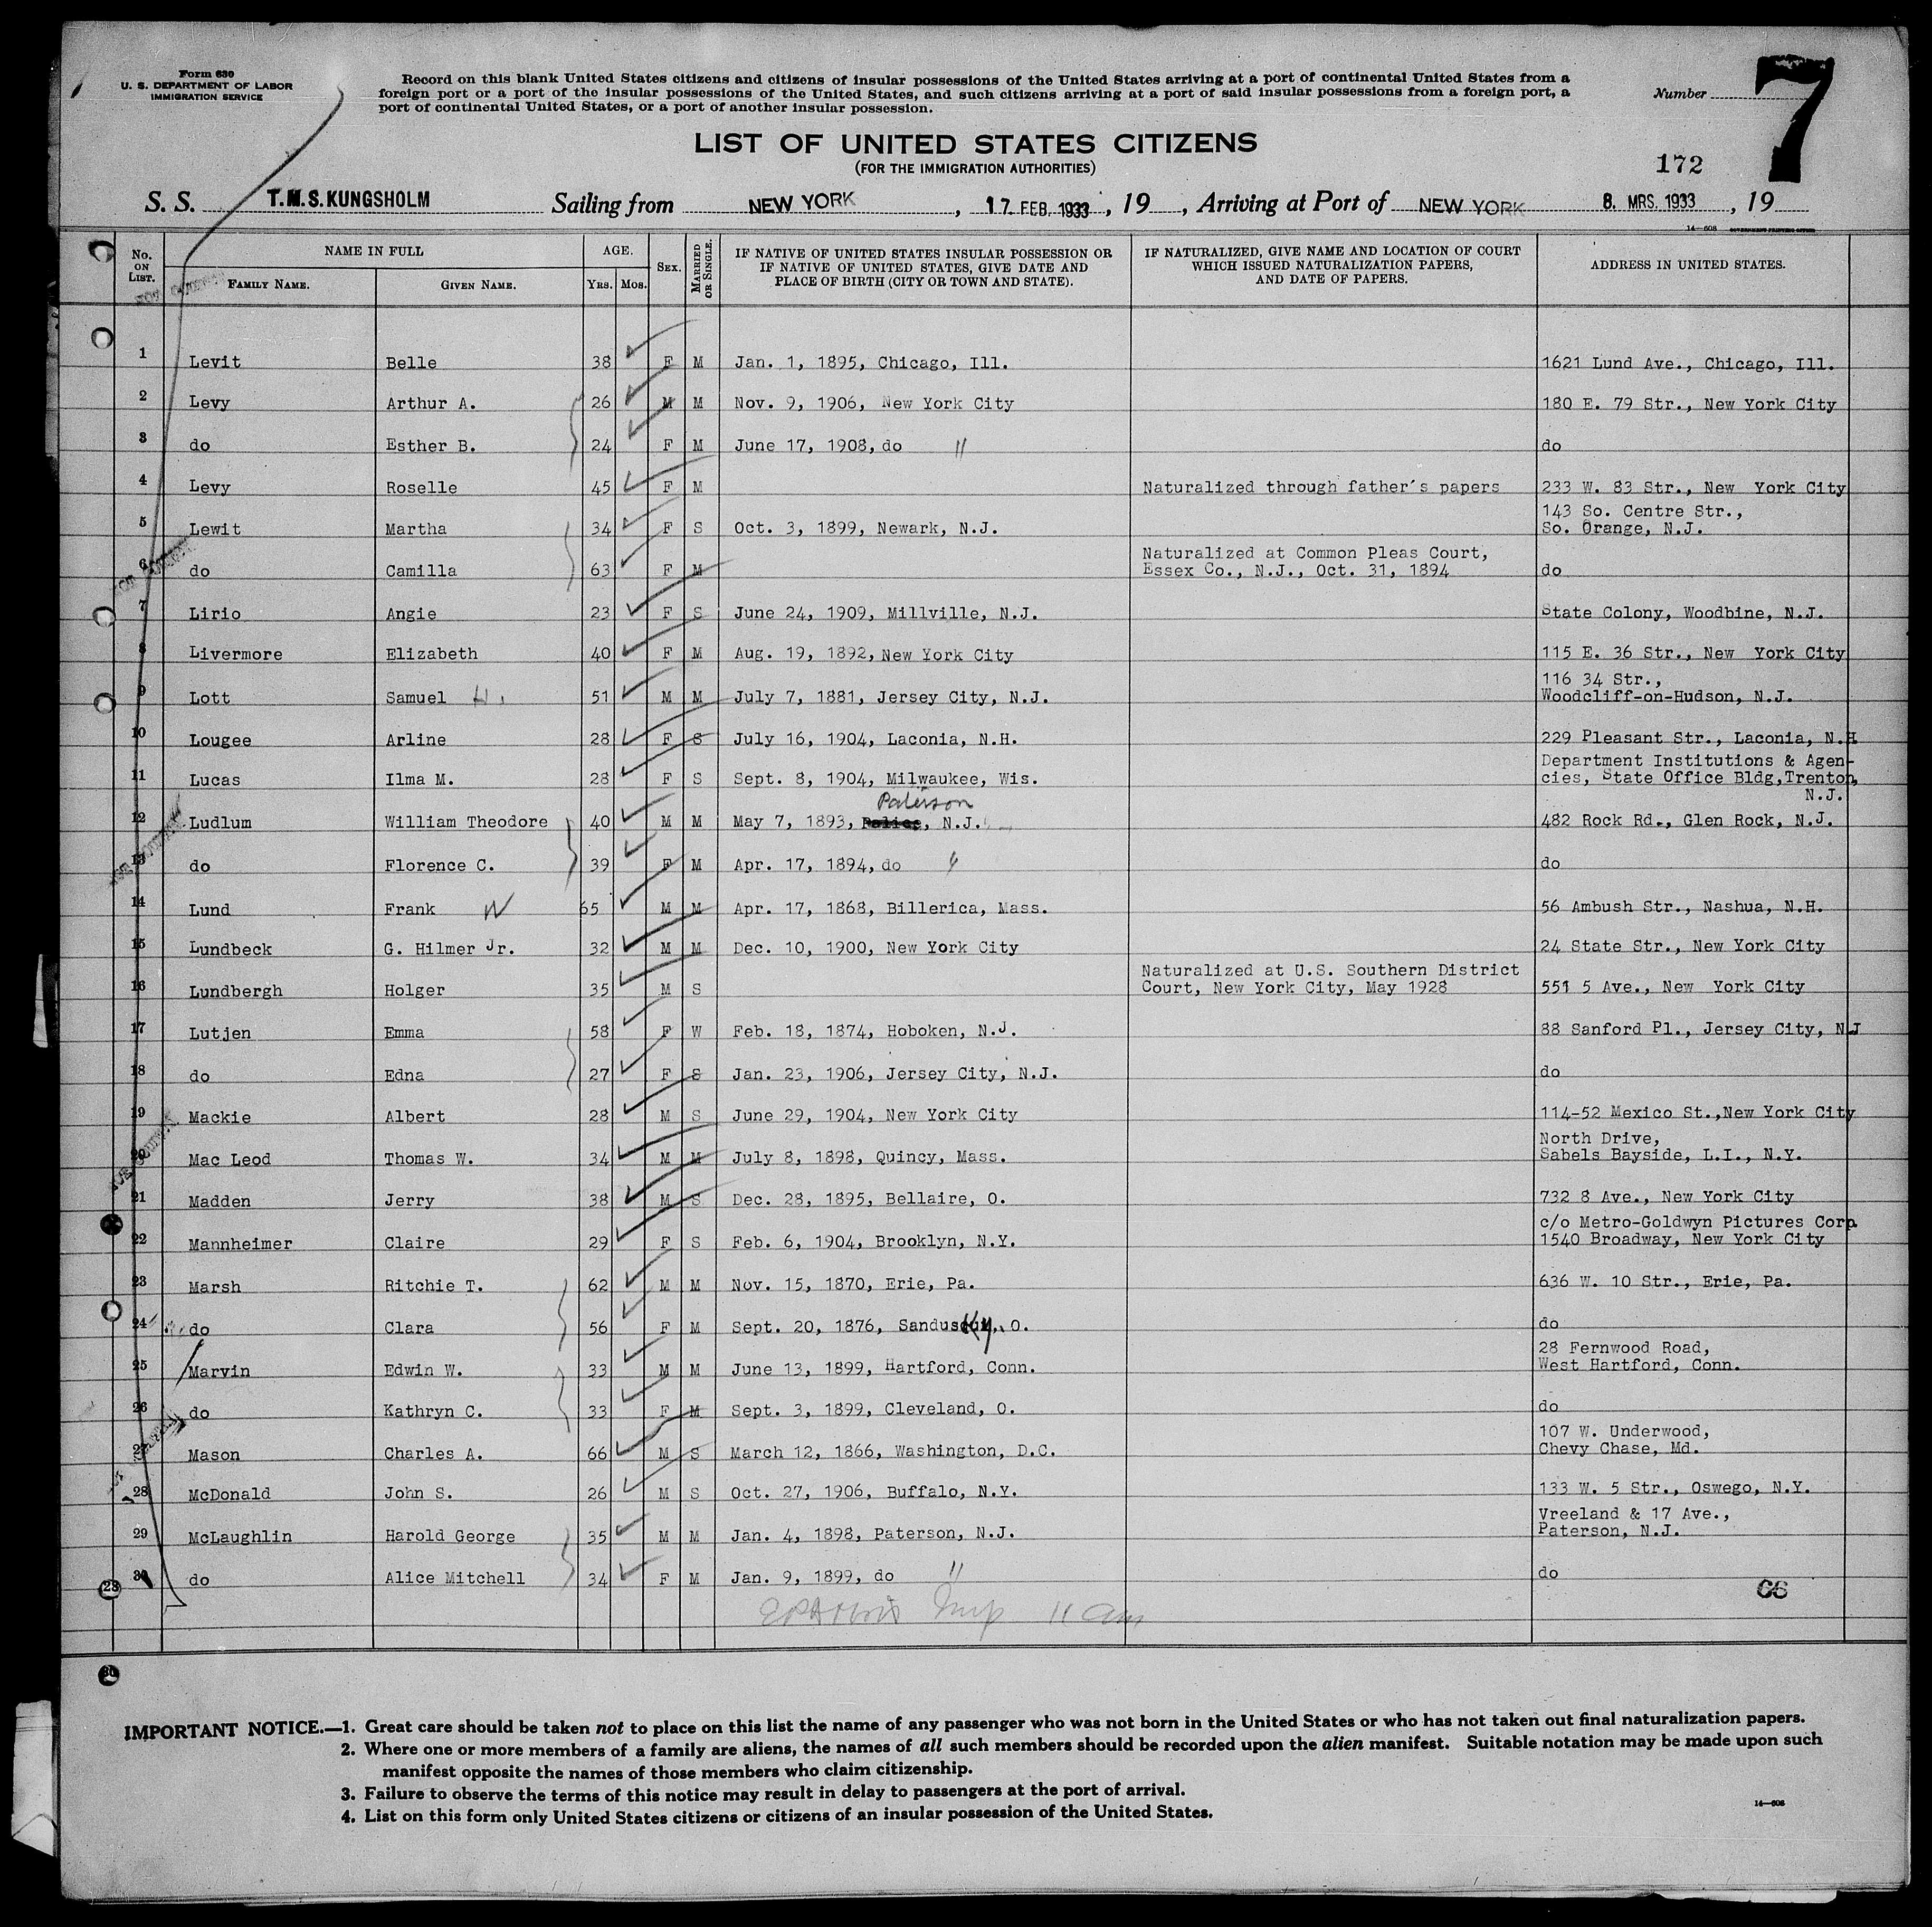 Form 630
U. S. DEPARTMENT OF LABOR
IMMIGRATION SERVICE
Record on this blank United States citizens and citizens of insular possessions of the United States arriving at a port of continental United States from a
foreign port or a port of the insular possessions of the United States, and such citizens arriving at a port of said insular possessions from a foreign port, a
port of continental United States, or a port of another insular possession.
Number
7
LIST OF UNITED STATES CITIZENS
(FOR THE IMMIGRATION AUTHORITIES)
172
S. S. T.M.S.KUNGSHOLM Sailing from NEW YORK, 17 FEB. 1933, 19 , Arriving at Port of NEW YORK 8. MRS. 1933, 19
14—608 GOVERNMENT PRINTING OFFICE
No. ON LIST. NAME IN FULL AGE. SEX. MARRIED OR SINGLE. IF NATIVE OF UNITED STATES INSULAR POSSESSION OR IF NATIVE OF UNITED STATES, GIVE DATE AND PLACE OF BIRTH (CITY OR TOWN AND STATE). IF NATURALIZED, GIVE NAME AND LOCATION OF COURT WHICH ISSUED NATURALIZATION PAPERS, AND DATE OF PAPERS. ADDRESS IN UNITED STATES.
FAMILY NAME. GIVEN NAME. YRS. MOS.
1 Levit Belle 38 F M Jan. 1, 1895, Chicago, Ill. 1621 Lund Ave., Chicago, Ill.
2 Levy Arthur A. 26 M M Nov. 9, 1906, New York City 180 E. 79 Str., New York City
3 do Esther B. 24 F M June 17, 1908, do " do
4 Levy Roselle 45 F M Naturalized through father's papers 233 W. 83 Str., New York City
5 Lewit Martha 34 F S Oct. 3, 1899, Newark, N.J. 143 So. Centre Str.,
So. Orange, N.J.
6 do Camilla 63 F M Naturalized at Common Pleas Court,
Essex Co., N.J., Oct. 31, 1894 do
7 Lirio Angie 23 F S June 24, 1909, Millville, N.J. State Colony, Woodbine, N.J.
8 Livermore Elizabeth 40 F M Aug. 19, 1892, New York City 115 E. 36 Str., New York City
9 Lott Samuel H. 51 M M July 7, 1881, Jersey City, N.J. 116 34 Str.,
Woodcliff-on-Hudson, N.J.
10 Lougee Arline 28 F S July 16, 1904, Laconia, N.H. 229 Pleasant Str., Laconia, N.H
11 Lucas Ilma M. 28 F S Sept. 8, 1904, Milwaukee, Wis. Department Institutions & Agen-
cies, State Office Bldg,Trenton,
N.J.
Paterson
12 Ludlum William Theodore 40 M M May 7, 1893, N.J. 482 Rock Rd., Glen Rock, N.J.
13 do Florence C. 39 F M Apr. 17, 1894, do " do
14 Lund Frank W 65 M M Apr. 17, 1868, Billerica, Mass. 56 Ambush Str., Nashua, N.H.
15 Lundbeck G. Hilmer Jr. 32 M M Dec. 10, 1900, New York City 24 State Str., New York City
16 Lundbergh Holger 35 M S Naturalized at U.S. Southern District
Court, New York City, May 1928 551 5 Ave., New York City
17 Lutjen Emma 58 F W Feb. 18, 1874, Hoboken, N.J. 88 Sanford Pl., Jersey City, NJ
18 do Edna 27 F S Jan. 23, 1906, Jersey City, N.J. do
19 Mackie Albert 28 M S June 29, 1904, New York City 114-52 Mexico St.,New York City
20 Mac Leod Thomas W. 34 M M July 8, 1898, Quincy, Mass. North Drive,
Sabels Bayside, L.I., N.Y.
21 Madden Jerry 38 M S Dec. 28, 1895, Bellaire, O. 732 8 Ave., New York City
22 Mannheimer Claire 29 F S Feb. 6, 1904, Brooklyn, N.Y. c/o Metro-Goldwyn Pictures Corp.
1540 Broadway, New York City
23 Marsh Ritchie T. 62 M M Nov. 15, 1870, Erie, Pa. 636 W. 10 Str., Erie, Pa.
24 do Clara 56 F M Sept. 20, 1876, Sandusky, O. do
25 Marvin Edwin W. 33 M M June 13, 1899, Hartford, Conn. 28 Fernwood Road,
West Hartford, Conn.
26 do Kathryn C. 33 F M Sept. 3, 1899, Cleveland, O. do
27 Mason Charles A. 66 M S March 12, 1866, Washington, D.C. 107 W. Underwood,
Chevy Chase, Md.
28 McDonald John S. 26 M S Oct. 27, 1906, Buffalo, N.Y. 133 W. 5 Str., Oswego, N.Y.
29 McLaughlin Harold George 35 M M Jan. 4, 1898, Paterson, N.J. Vreeland & 17 Ave.,
Paterson, N.J.
30 do Alice Mitchell 34 F M Jan. 9, 1899, do " do
28
11 am
30
IMPORTANT NOTICE.—1. Great care should be taken not to place on this list the name of any passenger who was not born in the United States or who has not taken out final naturalization papers.
2. Where one or more members of a family are aliens, the names of all such members should be recorded upon the alien manifest. Suitable notation may be made upon such
manifest opposite the names of those members who claim citizenship.
3. Failure to observe the terms of this notice may result in delay to passengers at the port of arrival.
4. List on this form only United States citizens or citizens of an insular possession of the United States.
14—608